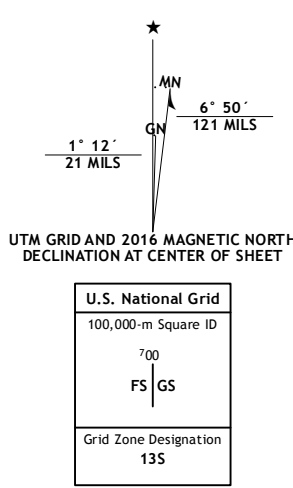 MN
6° 50´
121 MILS
GN
1° 12´
21 MILS
UTM GRID AND 2016 MAGNETIC NORTH
DECLINATION AT CENTER OF SHEET
U.S. National Grid
100,000-m Square ID
⁷00
FS GS
Grid Zone Designation
13S